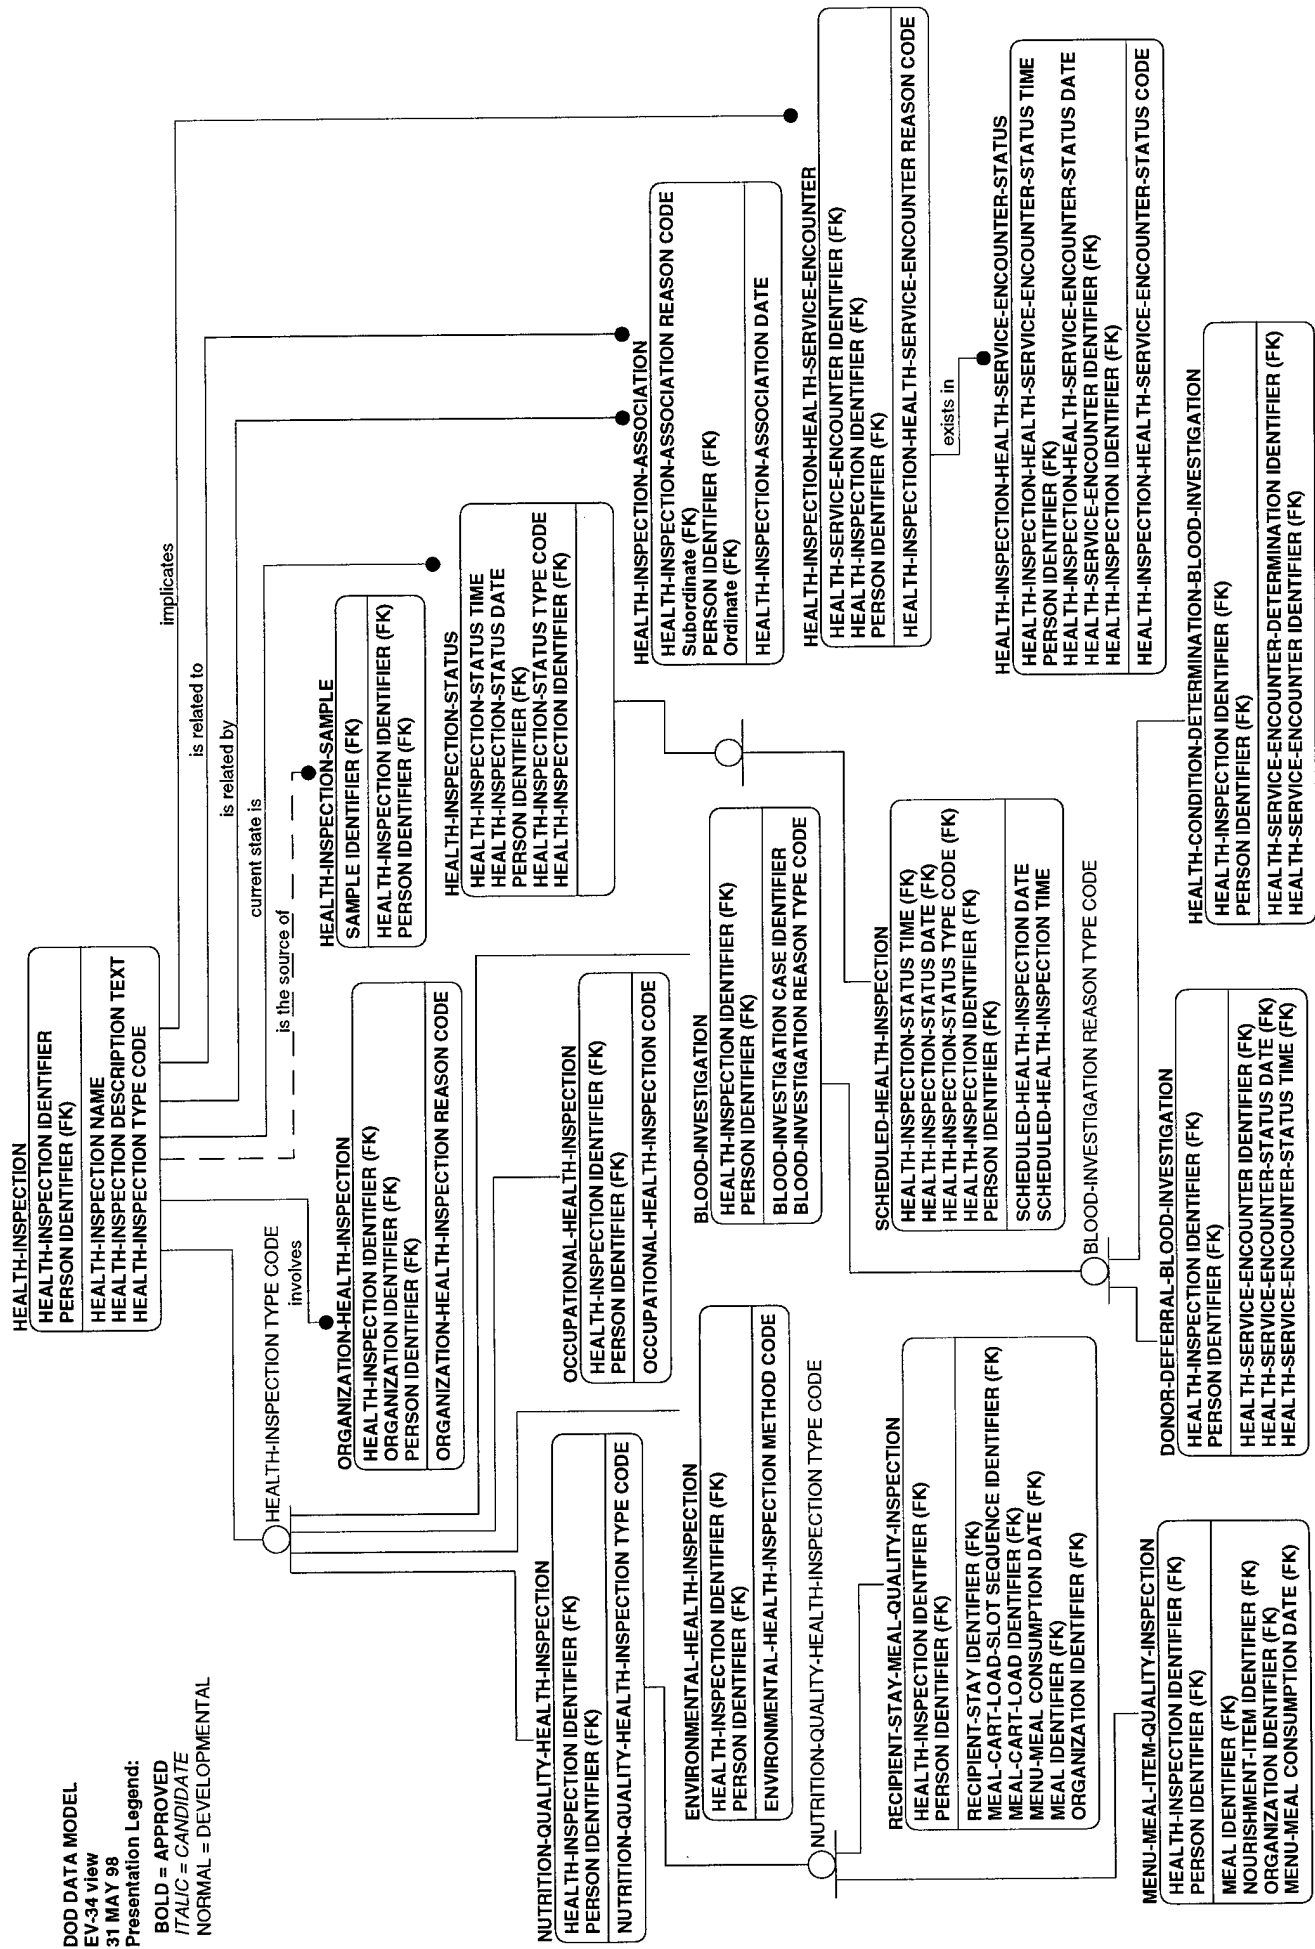 DOD DATA MODEL
EV-34 view
31 MAY 98
Presentation Legend:
BOLD = APPROVED
ITALIC = CANDIDATE
NORMAL = DEVELOPMENTAL
HEALTH-INSPECTION
HEALTH-INSPECTION IDENTIFIER
PERSON IDENTIFIER (FK)
HEALTH-INSPECTION NAME
HEALTH-INSPECTION DESCRIPTION TEXT
HEALTH-INSPECTION TYPE CODE
implicates
is related to
is related by
current state is
is the source of
involves
HEALTH-INSPECTION TYPE CODE
HEALTH-INSPECTION-SAMPLE
SAMPLE IDENTIFIER (FK)
HEALTH-INSPECTION IDENTIFIER (FK)
PERSON IDENTIFIER (FK)
ORGANIZATION-HEALTH-INSPECTION
HEALTH-INSPECTION IDENTIFIER (FK)
ORGANIZATION IDENTIFIER (FK)
PERSON IDENTIFIER (FK)
ORGANIZATION-HEALTH-INSPECTION REASON CODE
HEALTH-INSPECTION-STATUS
HEALTH-INSPECTION-STATUS TIME
HEALTH-INSPECTION-STATUS DATE
PERSON IDENTIFIER (FK)
HEALTH-INSPECTION-STATUS TYPE CODE
HEALTH-INSPECTION IDENTIFIER (FK)
HEALTH-INSPECTION-ASSOCIATION
HEALTH-INSPECTION-ASSOCIATION REASON CODE
Subordinate (FK)
PERSON IDENTIFIER (FK)
Ordinate (FK)
HEALTH-INSPECTION-ASSOCIATION DATE
HEALTH-INSPECTION-HEALTH-SERVICE-ENCOUNTER
HEALTH-SERVICE-ENCOUNTER IDENTIFIER (FK)
HEALTH-INSPECTION IDENTIFIER (FK)
PERSON IDENTIFIER (FK)
HEALTH-INSPECTION-HEALTH-SERVICE-ENCOUNTER REASON CODE
exists in
HEALTH-INSPECTION-HEALTH-SERVICE-ENCOUNTER-STATUS
HEALTH-INSPECTION-HEALTH-SERVICE-ENCOUNTER-STATUS TIME
PERSON IDENTIFIER (FK)
HEALTH-INSPECTION-HEALTH-SERVICE-ENCOUNTER-STATUS DATE
HEALTH-SERVICE-ENCOUNTER IDENTIFIER (FK)
HEALTH-INSPECTION IDENTIFIER (FK)
HEALTH-INSPECTION-HEALTH-SERVICE-ENCOUNTER-STATUS CODE
NUTRITION-QUALITY-HEALTH-INSPECTION
HEALTH-INSPECTION IDENTIFIER (FK)
PERSON IDENTIFIER (FK)
NUTRITION-QUALITY-HEALTH-INSPECTION TYPE CODE
OCCUPATIONAL-HEALTH-INSPECTION
HEALTH-INSPECTION IDENTIFIER (FK)
PERSON IDENTIFIER (FK)
OCCUPATIONAL-HEALTH-INSPECTION CODE
ENVIRONMENTAL-HEALTH-INSPECTION
HEALTH-INSPECTION IDENTIFIER (FK)
PERSON IDENTIFIER (FK)
ENVIRONMENTAL-HEALTH-INSPECTION METHOD CODE
BLOOD-INVESTIGATION
HEALTH-INSPECTION IDENTIFIER (FK)
PERSON IDENTIFIER (FK)
BLOOD-INVESTIGATION CASE IDENTIFIER
BLOOD-INVESTIGATION REASON TYPE CODE
NUTRITION-QUALITY-HEALTH-INSPECTION TYPE CODE
SCHEDULED-HEALTH-INSPECTION
HEALTH-INSPECTION-STATUS TIME (FK)
HEALTH-INSPECTION-STATUS DATE (FK)
HEALTH-INSPECTION-STATUS TYPE CODE (FK)
HEALTH-INSPECTION IDENTIFIER (FK)
PERSON IDENTIFIER (FK)
SCHEDULED-HEALTH-INSPECTION DATE
SCHEDULED-HEALTH-INSPECTION TIME
RECIPIENT-STAY-MEAL-QUALITY-INSPECTION
HEALTH-INSPECTION IDENTIFIER (FK)
PERSON IDENTIFIER (FK)
RECIPIENT-STAY IDENTIFIER (FK)
MEAL-CART-LOAD-SLOT SEQUENCE IDENTIFIER (FK)
MEAL-CART-LOAD IDENTIFIER (FK)
MENU-MEAL CONSUMPTION DATE (FK)
MEAL IDENTIFIER (FK)
ORGANIZATION IDENTIFIER (FK)
BLOOD-INVESTIGATION REASON TYPE CODE
MENU-MEAL-ITEM-QUALITY-INSPECTION
HEALTH-INSPECTION IDENTIFIER (FK)
PERSON IDENTIFIER (FK)
MEAL IDENTIFIER (FK)
NOURISHMENT-ITEM IDENTIFIER (FK)
ORGANIZATION IDENTIFIER (FK)
MENU-MEAL CONSUMPTION DATE (FK)
DONOR-DEFERRAL-BLOOD-INVESTIGATION
HEALTH-INSPECTION IDENTIFIER (FK)
PERSON IDENTIFIER (FK)
HEALTH-SERVICE-ENCOUNTER IDENTIFIER (FK)
HEALTH-SERVICE-ENCOUNTER-STATUS DATE (FK)
HEALTH-SERVICE-ENCOUNTER-STATUS TIME (FK)
HEALTH-CONDITION-DETERMINATION-BLOOD-INVESTIGATION
HEALTH-INSPECTION IDENTIFIER (FK)
PERSON IDENTIFIER (FK)
HEALTH-SERVICE-ENCOUNTER-DETERMINATION IDENTIFIER (FK)
HEALTH-SERVICE-ENCOUNTER IDENTIFIER (FK)